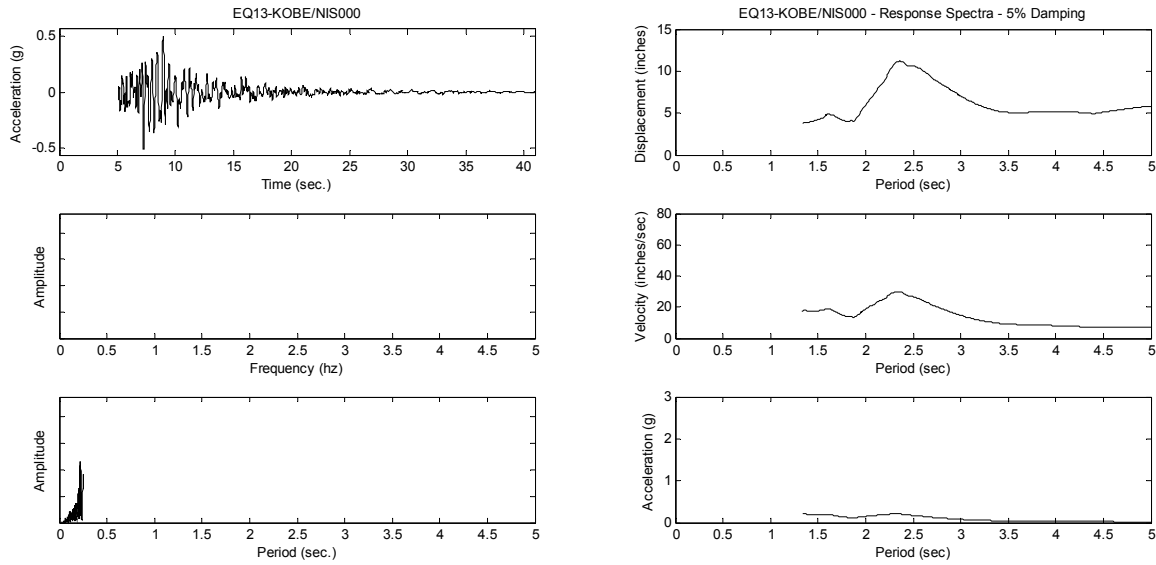 EQ13-KOBE/NIS000
Acceleration (g)
0.5
0
-0.5
0 5 10 15 20 25 30 35 40
Time (sec.)
EQ13-KOBE/NIS000 - Response Spectra - 5% Damping
Displacement (inches)
15
10
5
0
0 0.5 1 1.5 2 2.5 3 3.5 4 4.5 5
Period (sec)
Amplitude
0 0.5 1 1.5 2 2.5 3 3.5 4 4.5 5
Frequency (hz)
Velocity (inches/sec)
80
60
40
20
0
0 0.5 1 1.5 2 2.5 3 3.5 4 4.5 5
Period (sec)
Amplitude
0 0.5 1 1.5 2 2.5 3 3.5 4 4.5 5
Period (sec.)
Acceleration (g)
3
2
1
0
0 0.5 1 1.5 2 2.5 3 3.5 4 4.5 5
Period (sec)